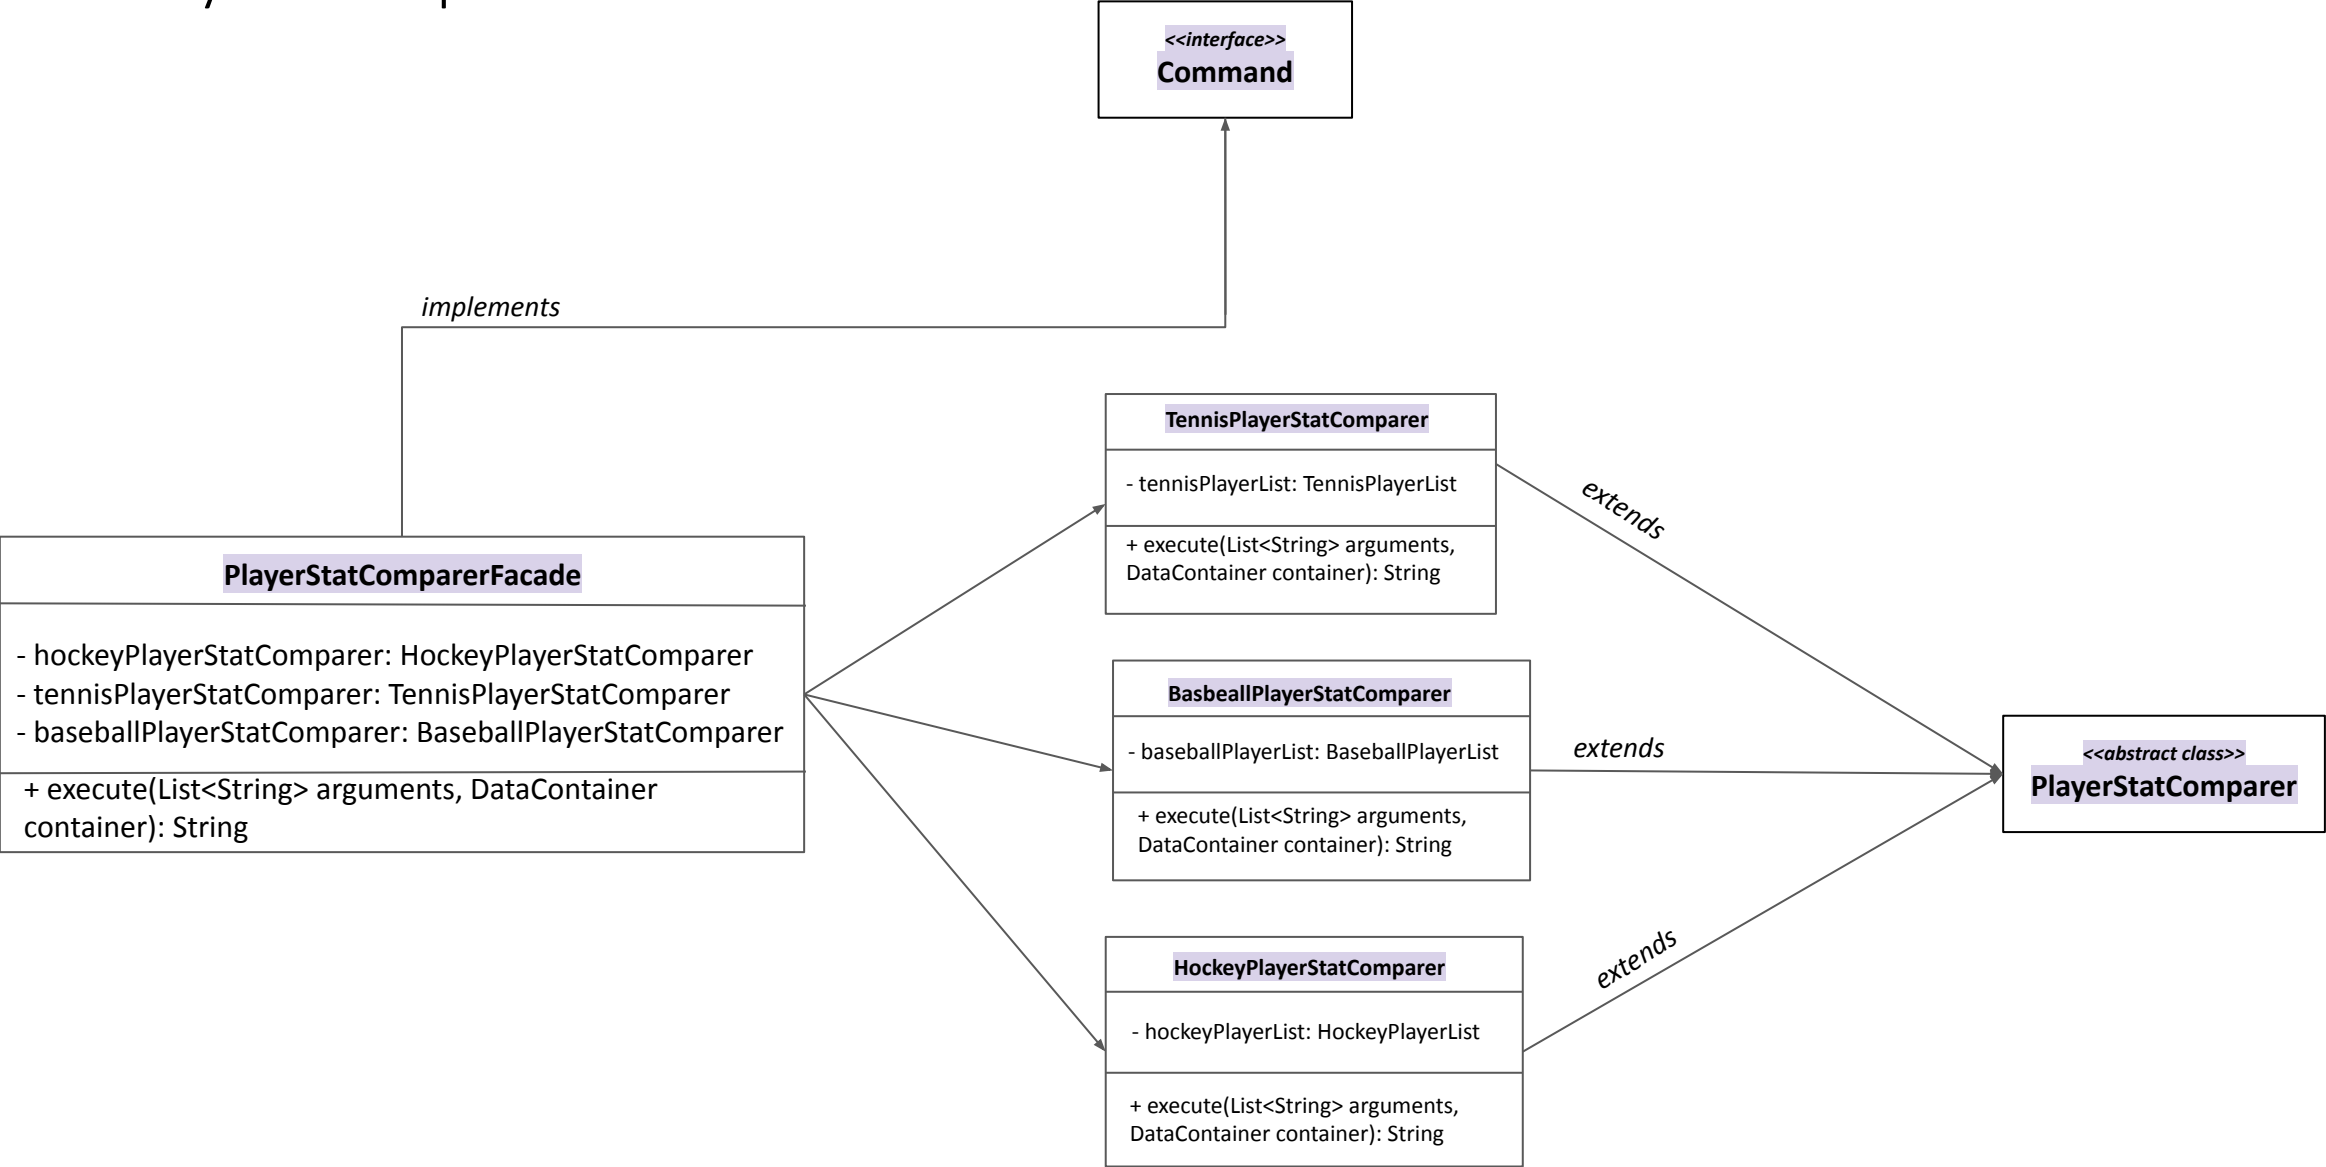 <<interface>>
Command
implements
TennisPlayerStatComparer
- tennisPlayerList: TennisPlayerList
+ execute(List<String> arguments,
DataContainer container): String
extends
PlayerStatComparerFacade
- hockeyPlayerStatComparer: HockeyPlayerStatComparer
- tennisPlayerStatComparer: TennisPlayerStatComparer
- baseballPlayerStatComparer: BaseballPlayerStatComparer
+ execute(List<String> arguments, DataContainer
container): String
BasbeallPlayerStatComparer
- baseballPlayerList: BaseballPlayerList
+ execute(List<String> arguments,
DataContainer container): String
extends
<<abstract class>>
PlayerStatComparer
HockeyPlayerStatComparer
- hockeyPlayerList: HockeyPlayerList
+ execute(List<String> arguments,
DataContainer container): String
extends